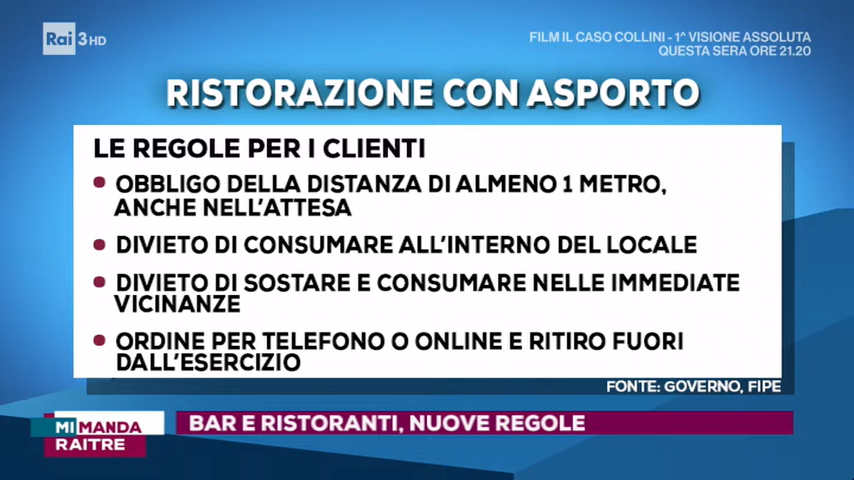 Rai 3HD
FILM IL CASO COLLINI - 1^ VISIONE ASSOLUTA
QUESTA SERA ORE 21.20
RISTORAZIONE CON ASPORTO
LE REGOLE PER I CLIENTI
• OBBLIGO DELLA DISTANZA DI ALMENO 1 METRO,
ANCHE NELL'ATTESA
• DIVIETO DI CONSUMARE ALL'INTERNO DEL LOCALE
• DIVIETO DI SOSTARE E CONSUMARE NELLE IMMEDIATE
VICINANZE
• ORDINE PER TELEFONO O ONLINE E RITIRO FUORI
DALL'ESERCIZIO
FONTE: GOVERNO, FIPE
MI MANDA
RAITRE
BAR E RISTORANTI, NUOVE REGOLE